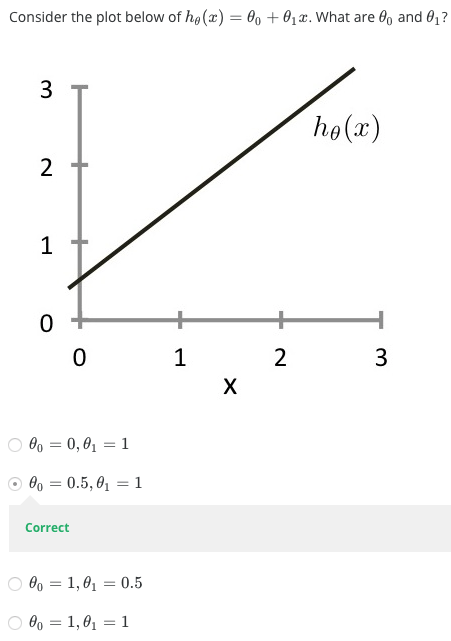 Consider the plot below of hθ(x) = θ0 + θ1x. What are θ0 and θ1?
3
hθ(x)
2
1
0
0 1 2 3
x
θ0 = 0, θ1 = 1
θ0 = 0.5, θ1 = 1
Correct
θ0 = 1, θ1 = 0.5
θ0 = 1, θ1 = 1